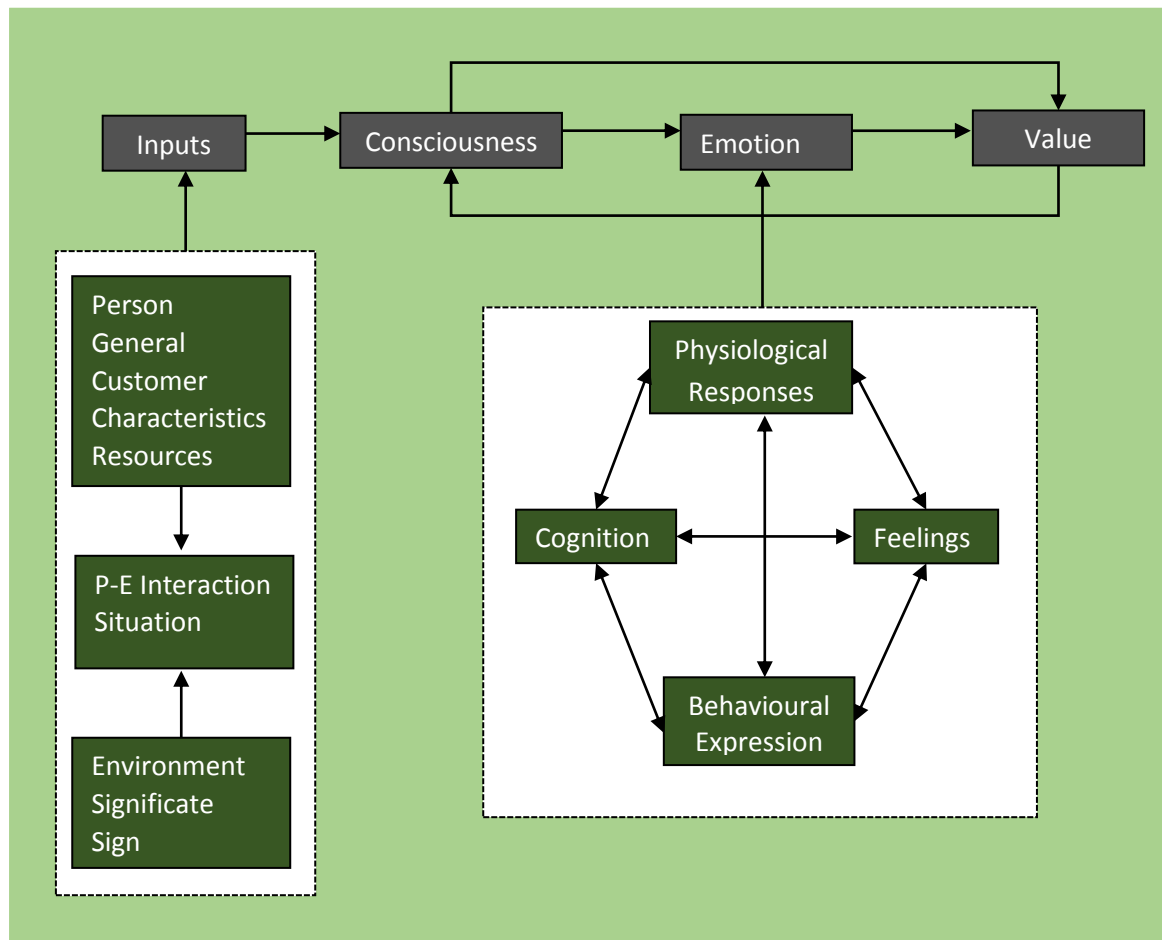 Inputs
Consciousness
Emotion
Value
Person
General
Customer
Characteristics
Resources
P-E Interaction
Situation
Environment
Significate
Sign
Physiological
Responses
Cognition
Feelings
Behavioural
Expression